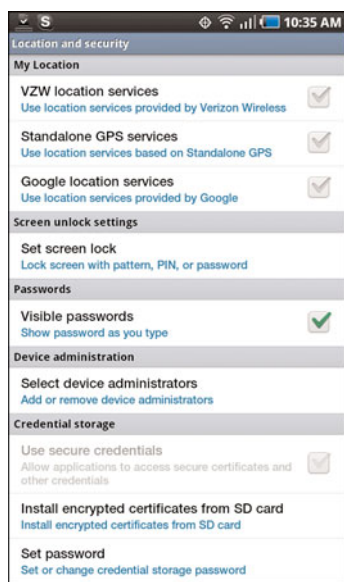 S 10:35 AM
Location and security
My Location
VZW location services
Use location services provided by Verizon Wireless
Standalone GPS services
Use location services based on Standalone GPS
Google location services
Use location services provided by Google
Screen unlock settings
Set screen lock
Lock screen with pattern, PIN, or password
Passwords
Visible passwords
Show password as you type
Device administration
Select device administrators
Add or remove device administrators
Credential storage
Use secure credentials
Allow applications to access secure certificates and
other credentials
Install encrypted certificates from SD card
Install encrypted certificates from SD card
Set password
Set or change credential storage password